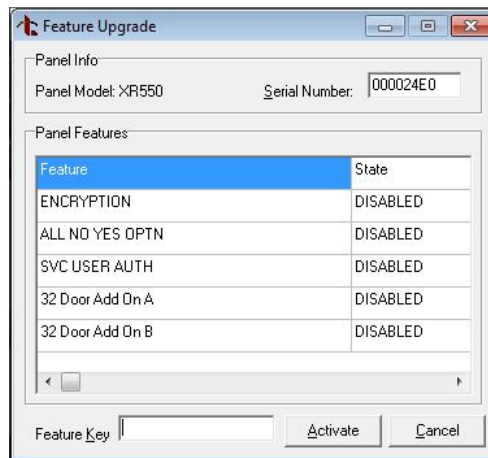 Feature Upgrade
Panel Info
Panel Model: XR550 Serial Number: 000024E0
Panel Features
Feature State
ENCRYPTION DISABLED
ALL NO YES OPTN DISABLED
SVC USER AUTH DISABLED
32 Door Add On A DISABLED
32 Door Add On B DISABLED
Feature Key Activate Cancel